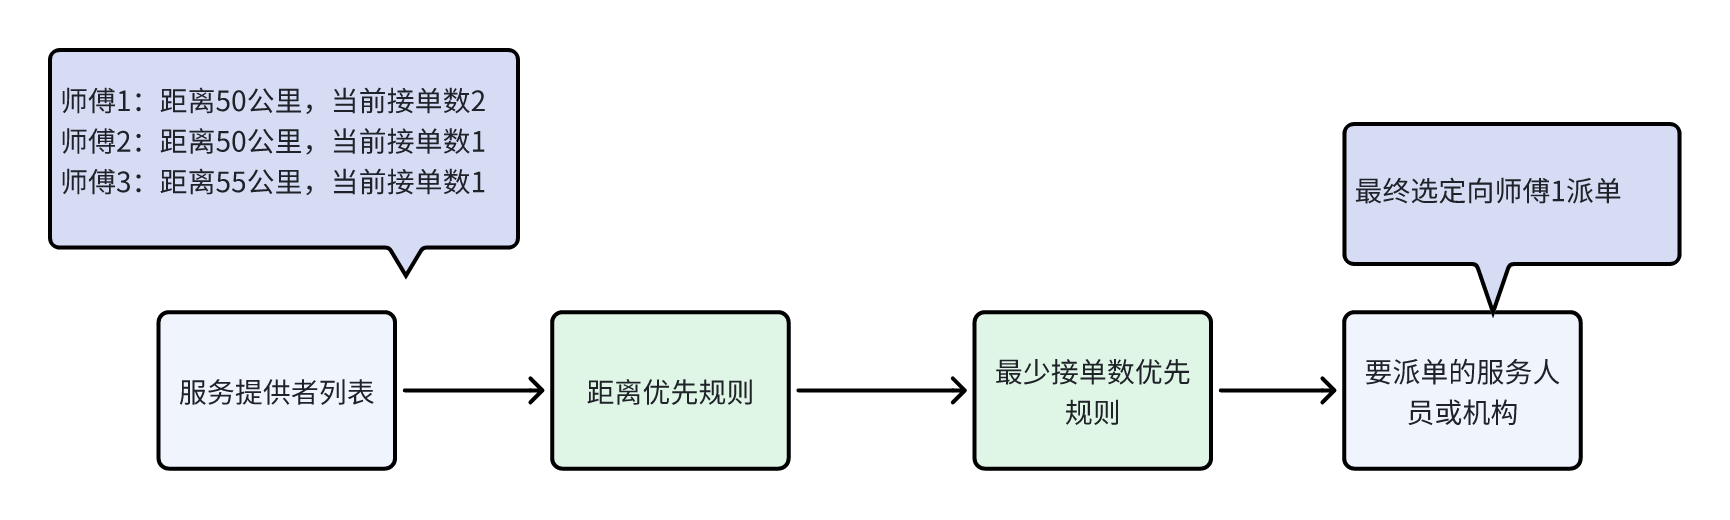 师傅1：距离50公里，当前接单数2
师傅2：距离50公里，当前接单数1
师傅3：距离55公里，当前接单数1
最终选定向师傅1派单
服务提供者列表
距离优先规则
最少接单数优先
规则
要派单的服务人
员或机构